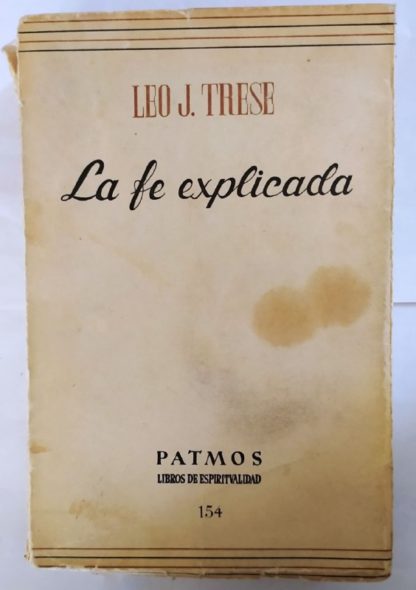 LEO J. TRESE
La fe explicada
PATMOS
LIBROS DE ESPIRITVALIDAD
154